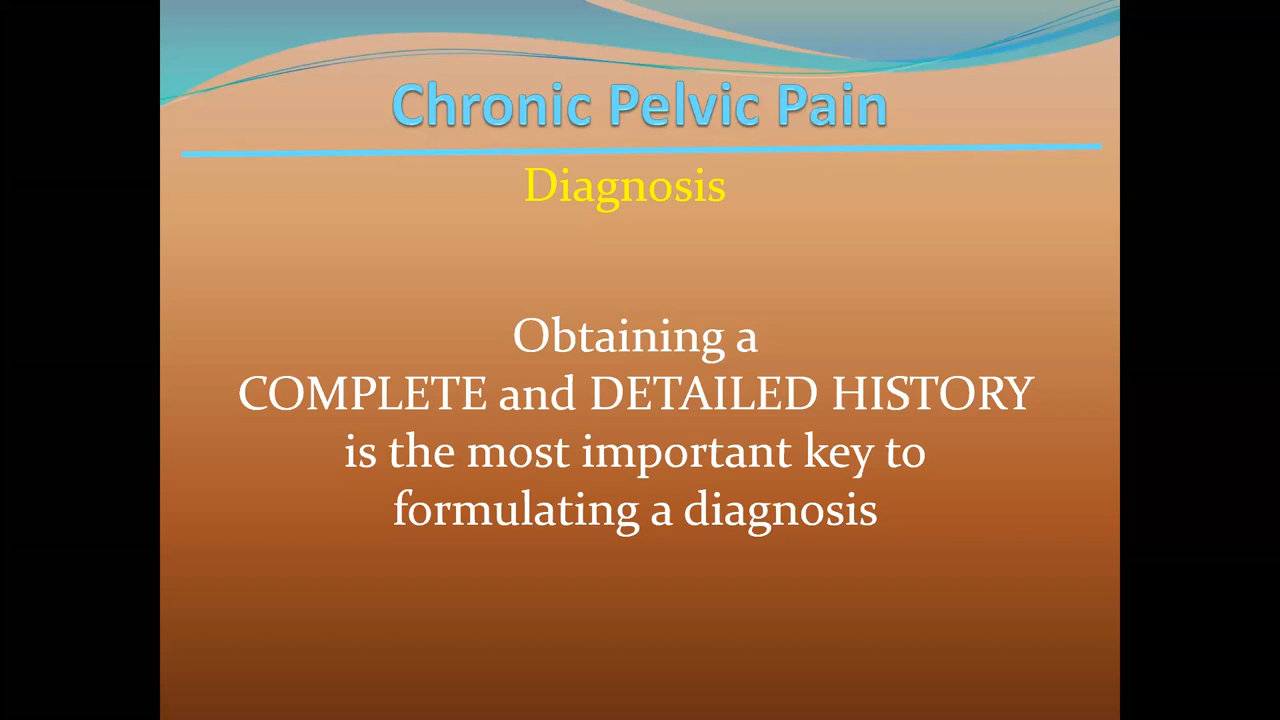 Chronic Pelvic Pain
Diagnosis
Obtaining a
COMPLETE and DETAILED HISTORY
is the most important key to
formulating a diagnosis